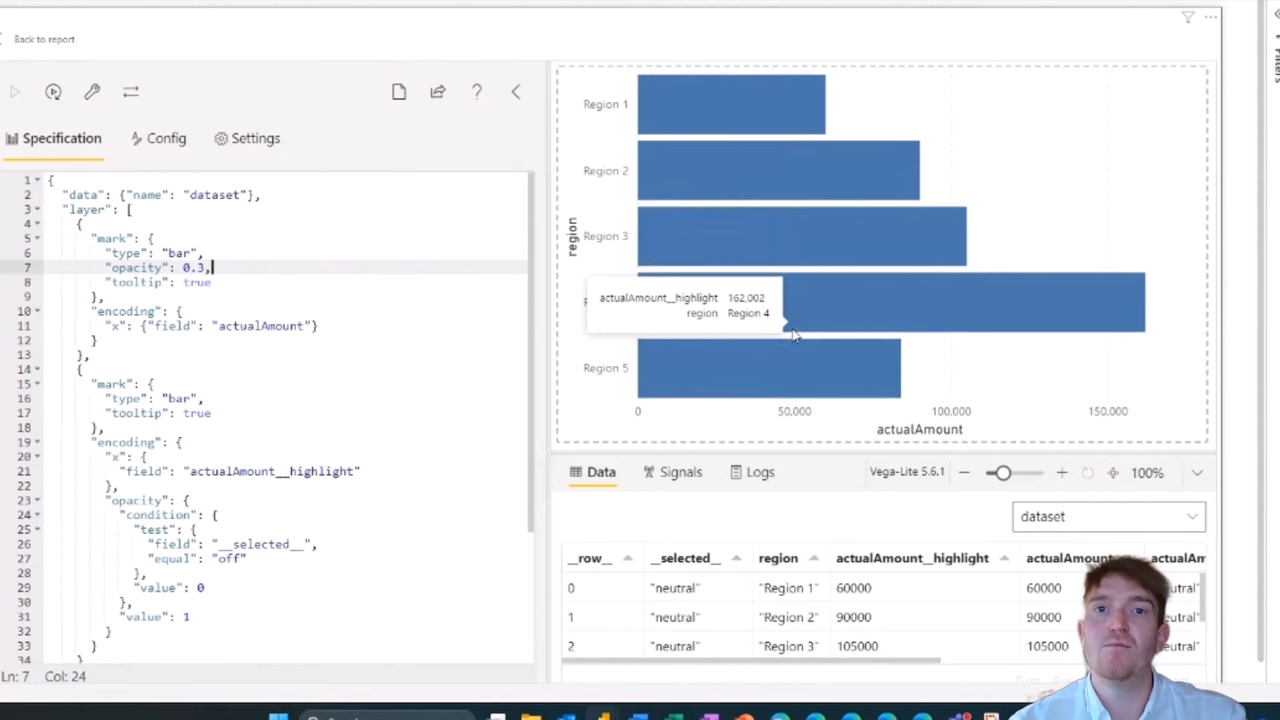 Back to report
Specification
Config
Settings
1 {
2 "data": {"name": "dataset"},
3 "layer": [
4 {
5 "mark": {
6 "type": "bar",
7 "opacity": 0.3,
8 "tooltip": true
9 },
10 "encoding": {
11 "x": {"field": "actualAmount"}
12 }
13 },
14 {
15 "mark": {
16 "type": "bar",
17 "tooltip": true
18 },
19 "encoding": {
20 "x": {
21 "field": "actualAmount__highlight"
22 },
23 "opacity": {
24 "condition": {
25 "test": {
26 "field": "__selected__",
27 "equal": "off"
28 },
29 "value": 0
30 },
31 "value": 1
32 }
33 }
34 }
Ln: 7 Col: 24
Region 1
Region 2
Region 3
actualAmount__highlight 162,002
region Region 4
Region 5
region
0 50,000 100,000 150,000
actualAmount
Data
Signals
Logs
Vega-Lite 5.6.1
100%
dataset
__row__ __selected__ region actualAmount__highlight
0 "neutral" "Region 1" 60000 60000
1 "neutral" "Region 2" 90000 90000
2 "neutral" "Region 3" 105000 105000
Filters